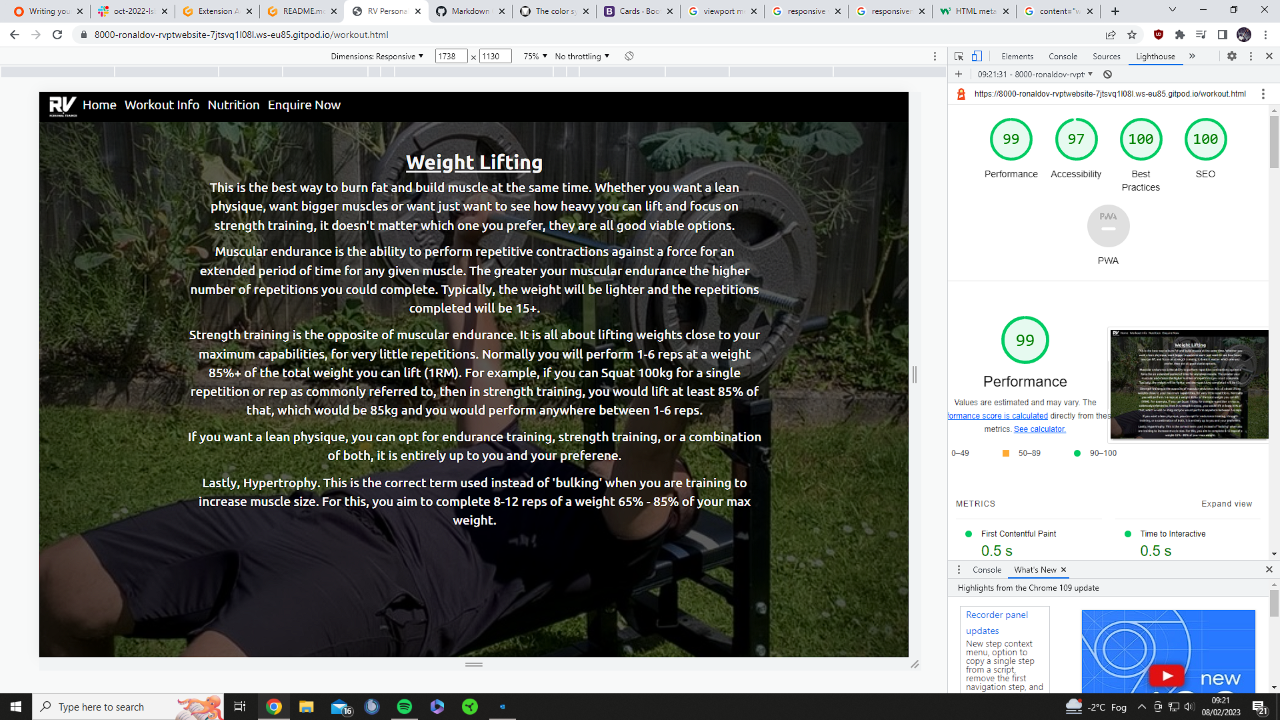 Writing you
oct-2022-ls
Extension A
README.m
RV Persona
Markdown
The color sy
Cards · Boo
viewport m
responsive
responsiven
HTML meta
content="w
8000-ronaldov-rvptwebsite-7jtsvq1l08l.ws-eu85.gitpod.io/workout.html
Dimensions: Responsive 1738 x 1130 75% No throttling
Elements Console Sources Lighthouse »
09:21:31 - 8000-ronaldov-rvpt
https://8000-ronaldov-rvptwebsite-7jtsvq1l08l.ws-eu85.gitpod.io/workout.html
RV Home Workout Info Nutrition Enquire Now
PERSONAL TRAINER
Weight Lifting
This is the best way to burn fat and build muscle at the same time. Whether you want a lean
physique, want bigger muscles or want just want to see how heavy you can lift and focus on
strength training, it doesn't matter which one you prefer, they are all good viable options.
Muscular endurance is the ability to perform repetitive contractions against a force for an
extended period of time for any given muscle. The greater your muscular endurance the higher
number of repetitions you could complete. Typically, the weight will be lighter and the repetitions
completed will be 15+.
Strength training is the opposite of muscular endurance. It is all about lifting weights close to your
maximum capabilities, for very little repetitions. Normally you will perform 1-6 reps at a weight
85%+ of the total weight you can lift (1RM). For example, if you can Squat 100kg for a single
repetition or rep as commonly referred to, for strength training, you would lift at least 85% of
that, which would be 85kg and you would perform anywhere between 1-6 reps.
If you want a lean physique, you can opt for endurance training, strength training, or a combination
of both, it is entirely up to you and your preferene.
Lastly, Hypertrophy. This is the correct term used instead of 'bulking' when you are training to
increase muscle size. For this, you aim to complete 8-12 reps of a weight 65% - 85% of your max
weight.
99 97 100 100
Performance Accessibility Best Practices SEO
PWA
PWA
99
Performance
Values are estimated and may vary. The
formance score is calculated directly from these
metrics. See calculator.
0–49 50–89 90–100
METRICS Expand view
First Contentful Paint Time to Interactive
0.5 s 0.5 s
Console What's New
Highlights from the Chrome 109 update
Recorder panel
updates
New step context
menu, option to
copy a single step
from a script,
remove the first
navigation step, and
new
Type here to search
16
-2°C Fog
09:21
08/02/2023
21